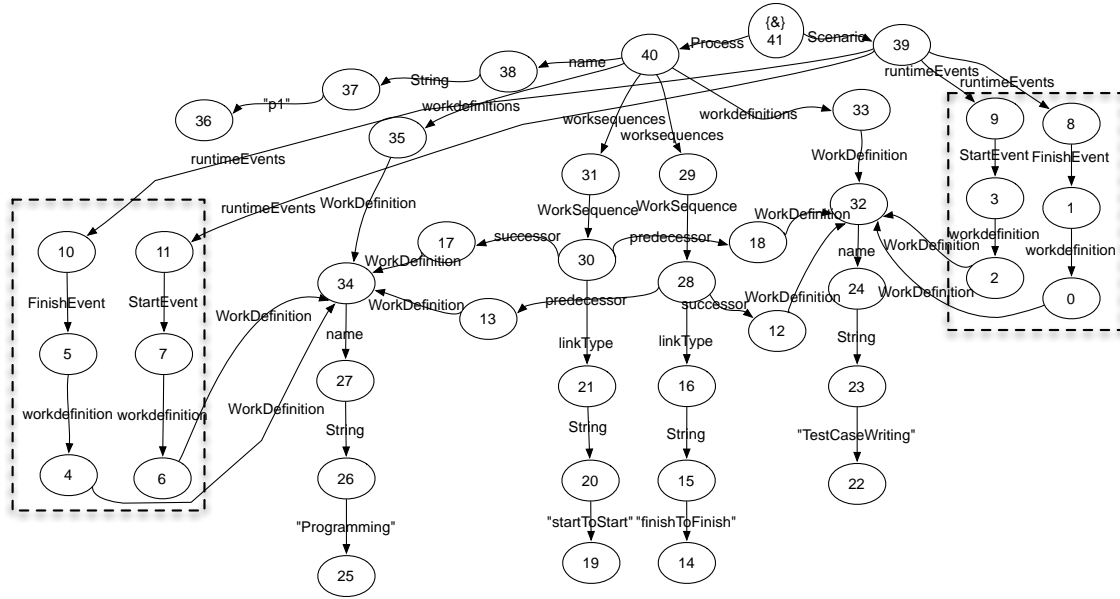 {&}
41
Process
Scenario
39
40
name
38
String
37
"p1"
36
runtimeEvents
runtimeEvents
workdefinitions
35
worksequences
worksequences
workdefinitions
33
9
8
runtimeEvents
StartEvent
FinishEvent
WorkDefinition
31
29
32
3
1
runtimeEvents
WorkDefinition
WorkSequence
WorkSequence
WorkDefinition
workdefinition
workdefinition
10
11
17
successor
30
predecessor
18
name
WorkDefinition
2
0
WorkDefinition
34
28
24
WorkDefinition
FinishEvent
StartEvent
WorkDefinition
WorkDefinition
13
predecessor
successor
WorkDefinition
12
name
linkType
linkType
String
5
7
27
21
16
23
workdefinition
workdefinition
WorkDefinition
String
String
String
"TestCaseWriting"
4
6
26
20
15
22
"Programming"
"startToStart"
"finishToFinish"
25
19
14